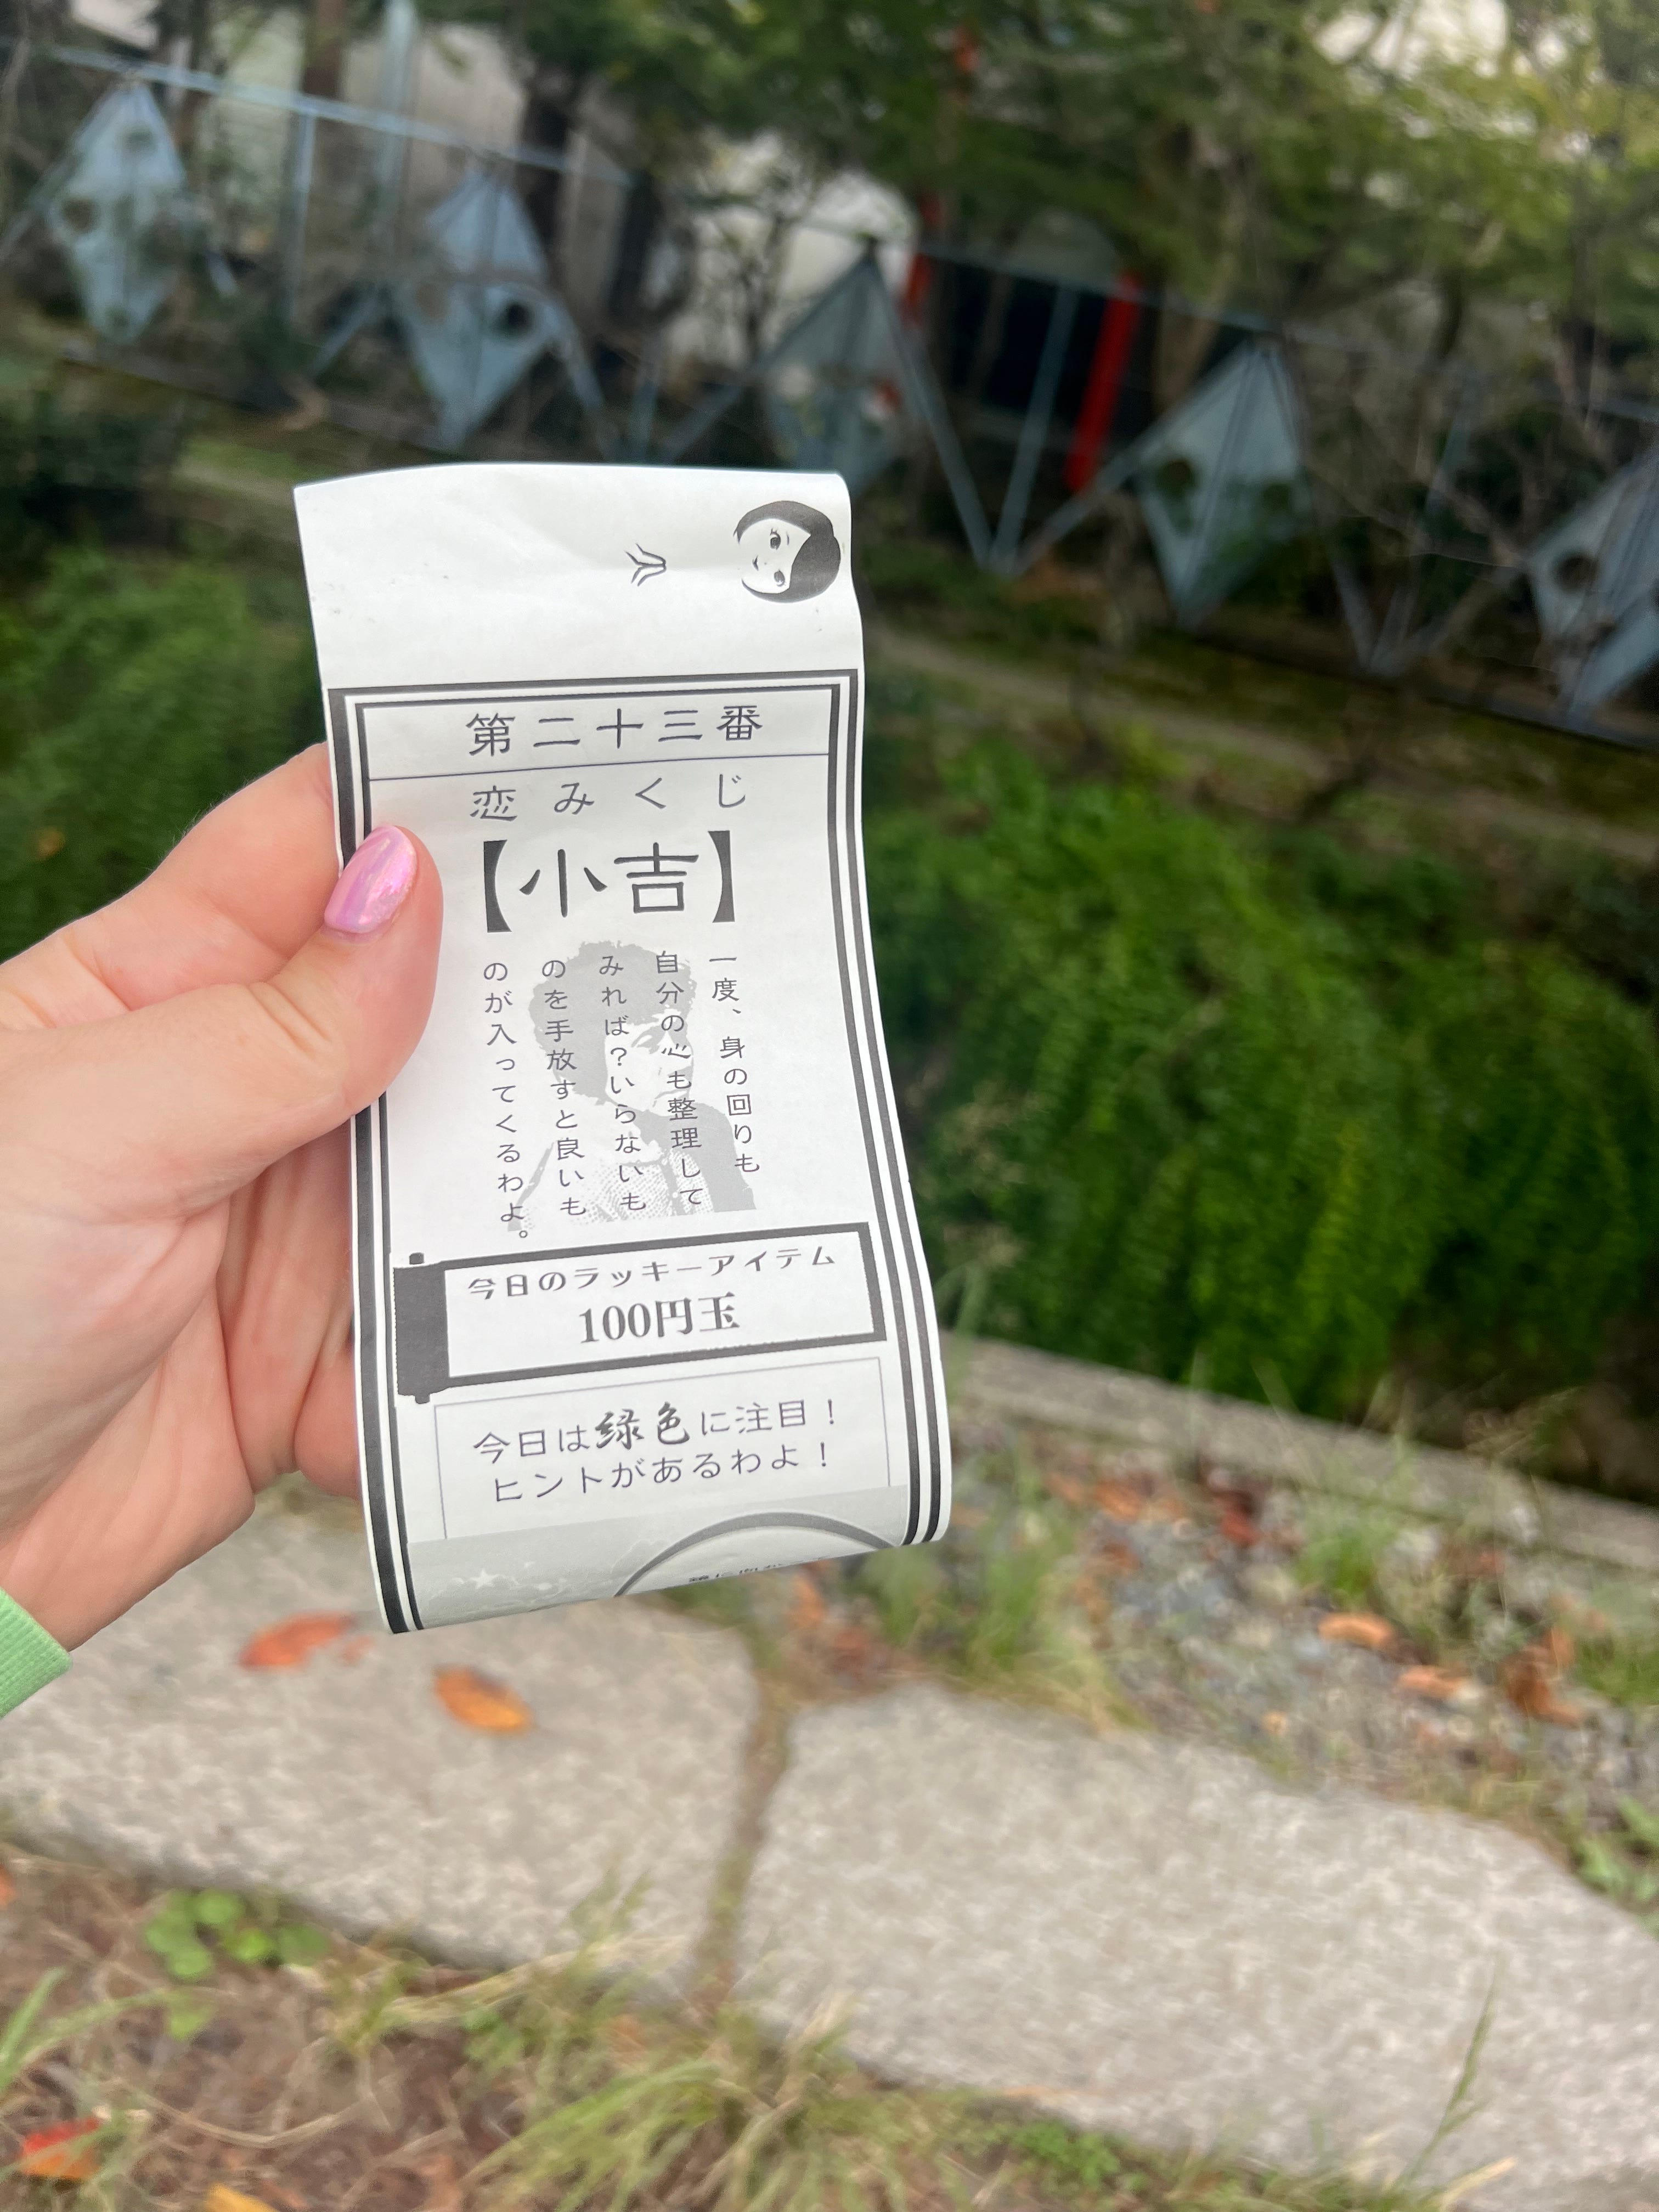 第二十三番
恋みくじ
【小吉】
一度、身の回りも
自分の心も整理して
みれば？いらないも
のを手放すと良いも
のが入ってくるわよ。
今日のラッキーアイテム
100円玉
今日は緑色に注目！
ヒントがあるわよ！